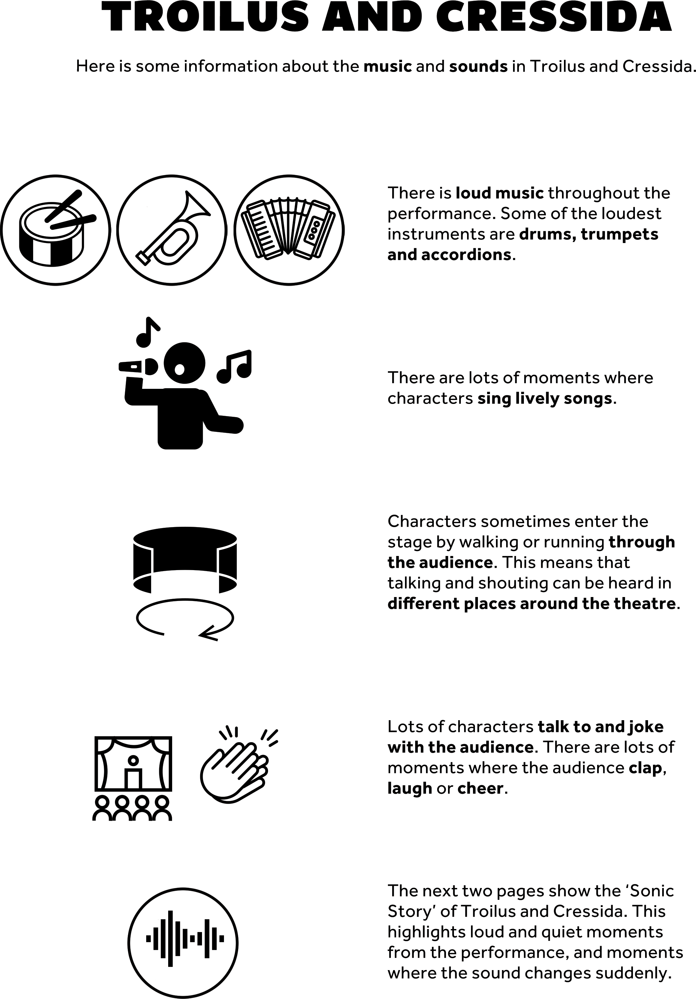 TROILUS AND CRESSIDA
Here is some information about the music and sounds in Troilus and Cressida.
There is loud music throughout the
performance. Some of the loudest
instruments are drums, trumpets
and accordions.
There are lots of moments where
characters sing lively songs.
Characters sometimes enter the
stage by walking or running through
the audience. This means that
talking and shouting can be heard in
different places around the theatre.
Lots of characters talk to and joke
with the audience. There are lots of
moments where the audience clap,
laugh or cheer.
The next two pages show the ‘Sonic
Story’ of Troilus and Cressida. This
highlights loud and quiet moments
from the performance, and moments
where the sound changes suddenly.